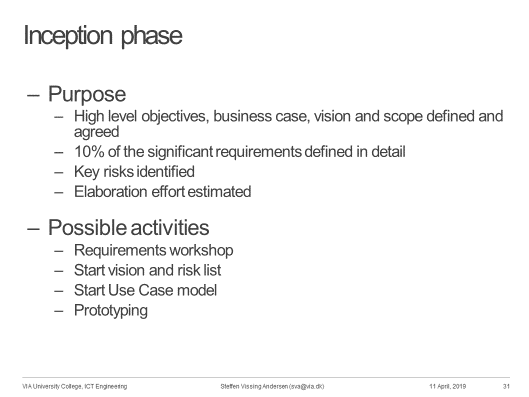 Inception phase
– Purpose
– High level objectives, business case, vision and scope defined and
agreed
– 10% of the significant requirements defined in detail
– Key risks identified
– Elaboration effort estimated
– Possible activities
– Requirements workshop
– Start vision and risk list
– Start Use Case model
– Prototyping
VIA University College, ICT Engineering Steffen Vissing Andersen (sva@via.dk) 11 April, 2019 31